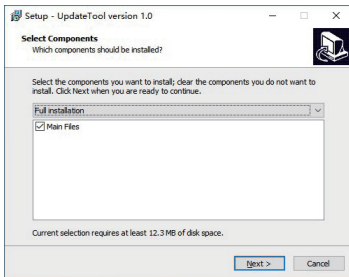 Setup - UpdateTool version 1.0
Select Components
Which components should be installed?
Select the components you want to install; clear the components you do not want to
install. Click Next when you are ready to continue.
Full installation
Main Files
Current selection requires at least 12.3 MB of disk space.
Next >
Cancel